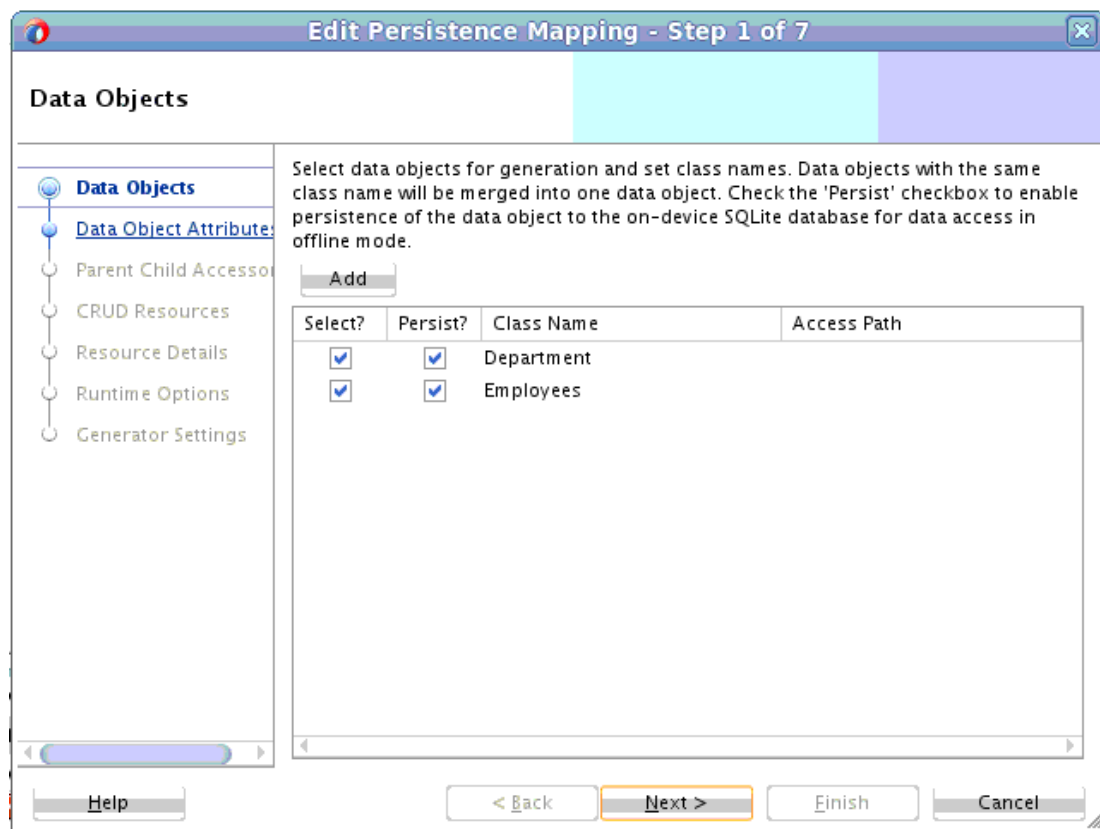 Edit Persistence Mapping - Step 1 of 7
Data Objects
Data Objects
Data Object Attributes
Parent Child Accessor
CRUD Resources
Resource Details
Runtime Options
Generator Settings
Select data objects for generation and set class names. Data objects with the same
class name will be merged into one data object. Check the 'Persist' checkbox to enable
persistence of the data object to the on-device SQLite database for data access in
offline mode.
Add
Select? Persist? Class Name Access Path
Department
Employees
Help < Back Next > Finish Cancel